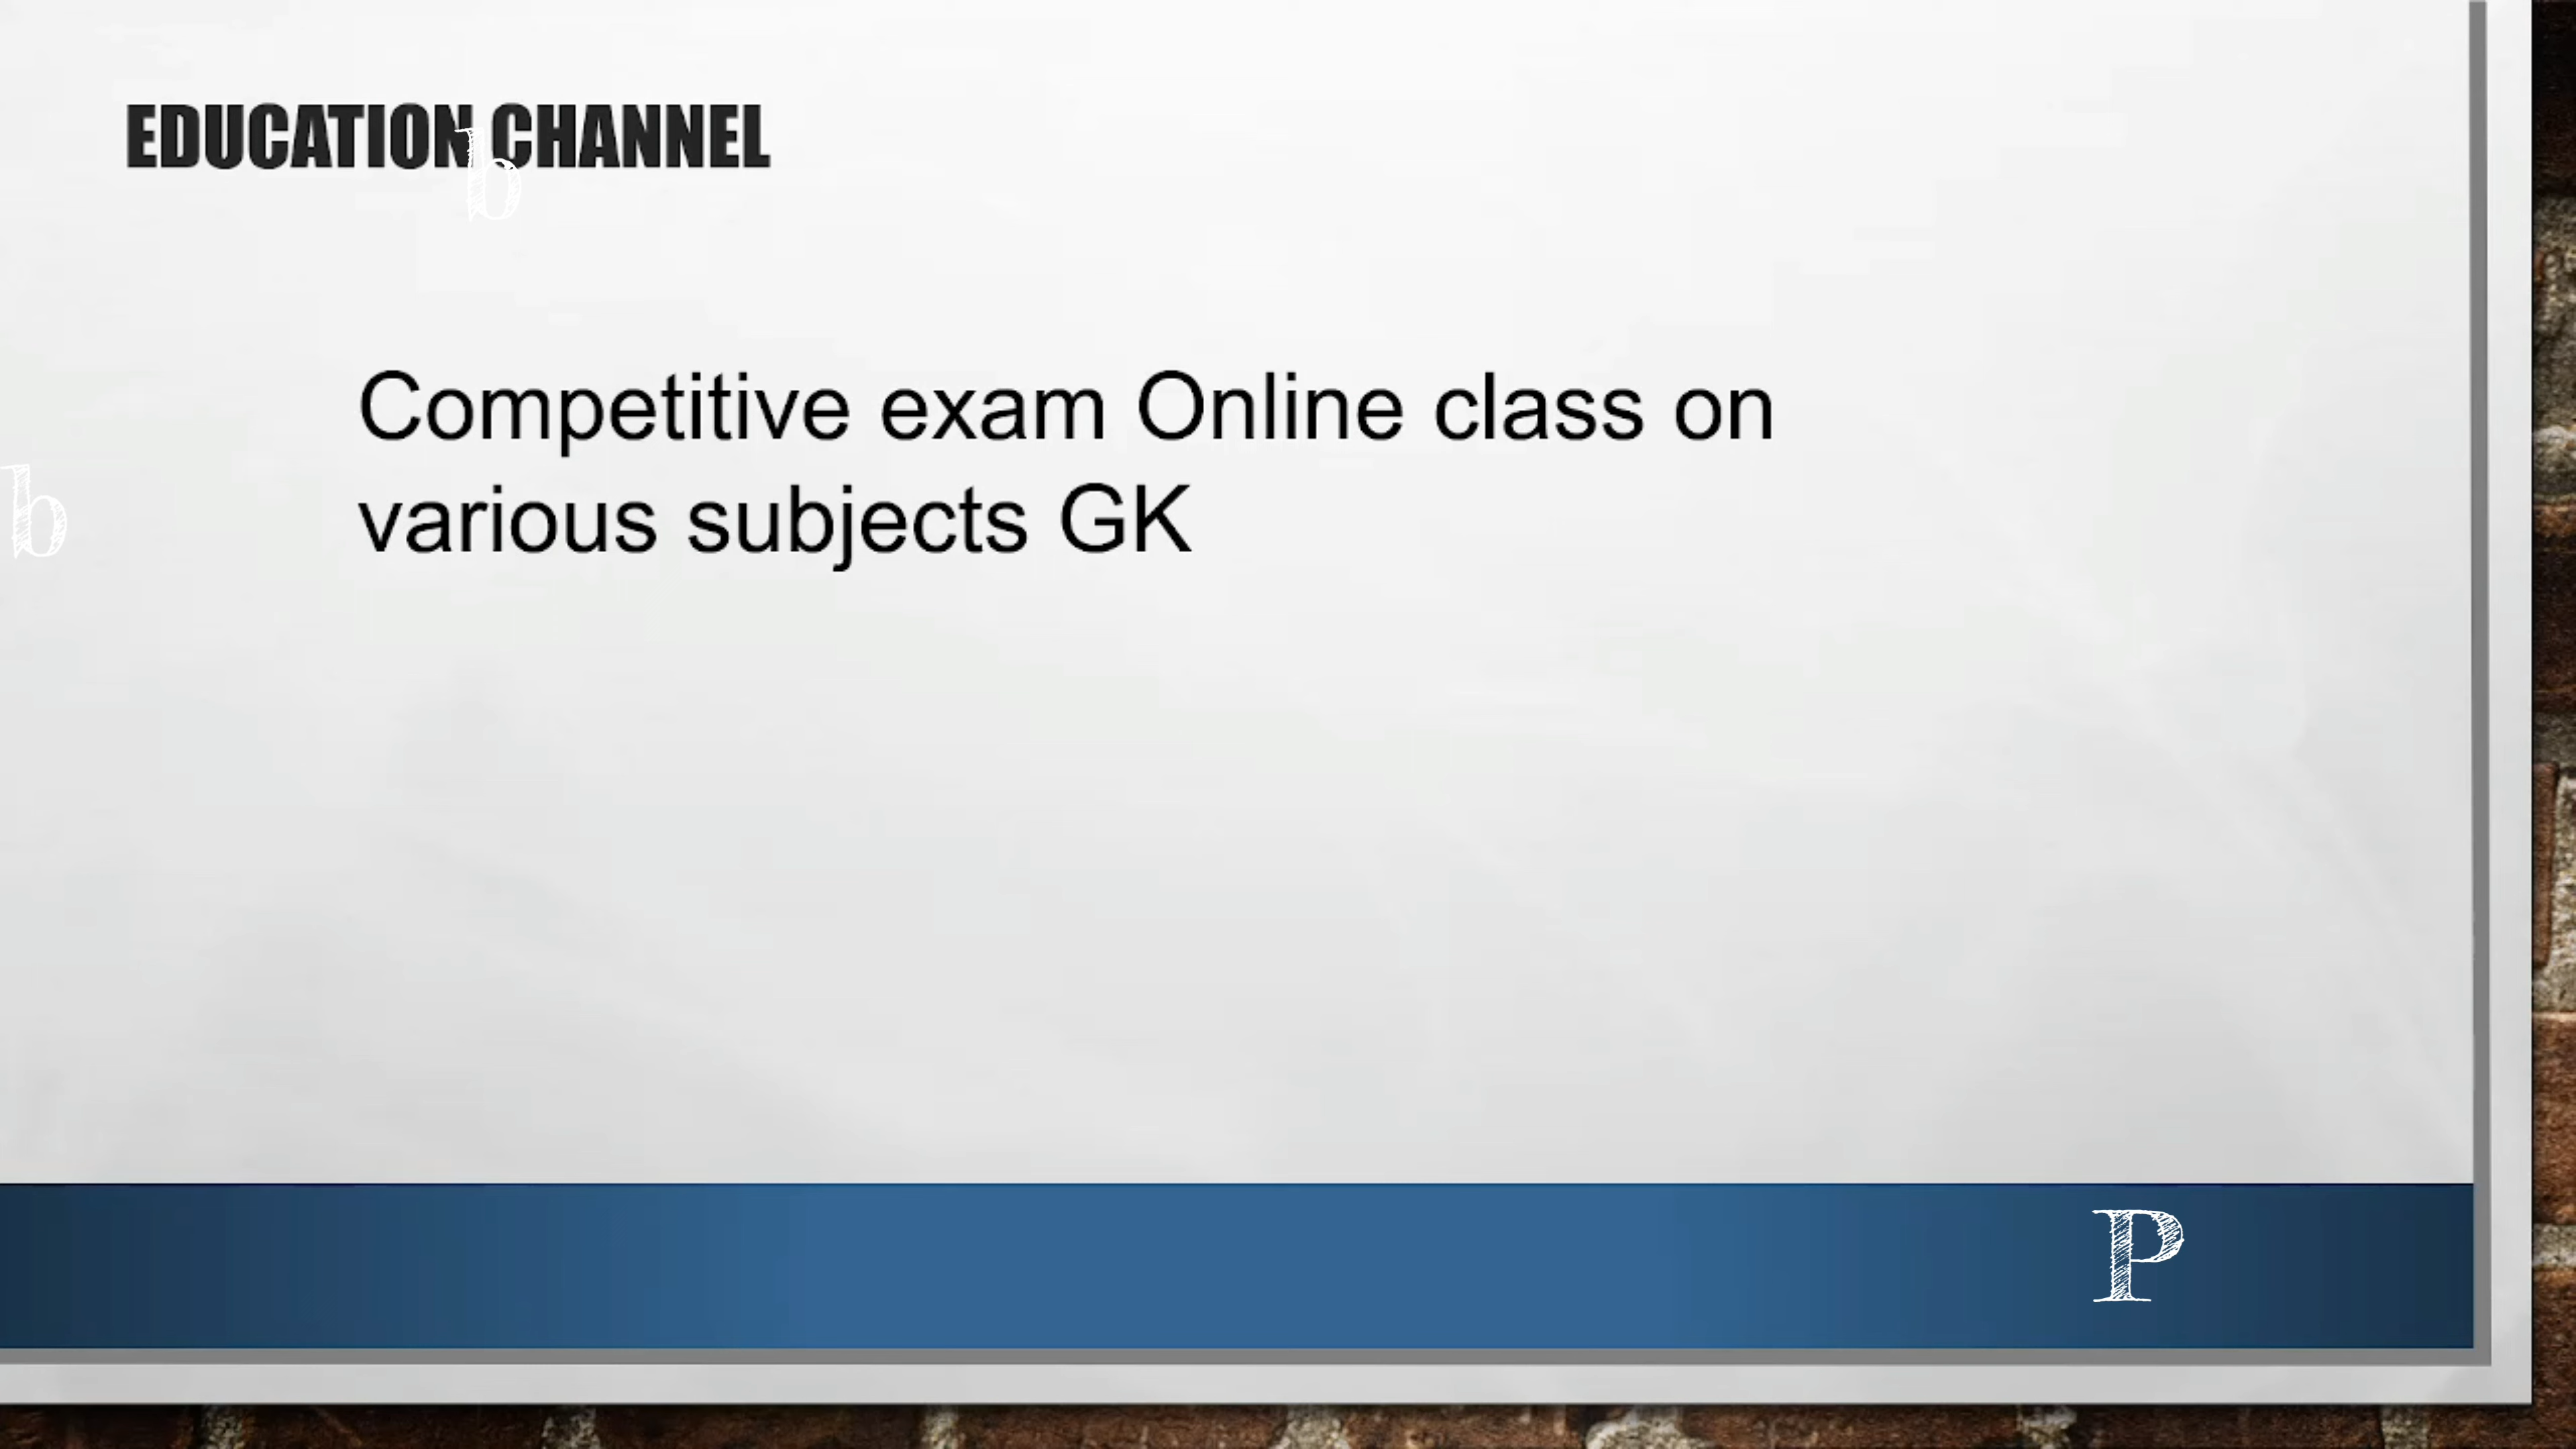 EDUCATION CHANNEL
b
Competitive exam Online class on
b
various subjects GK
P